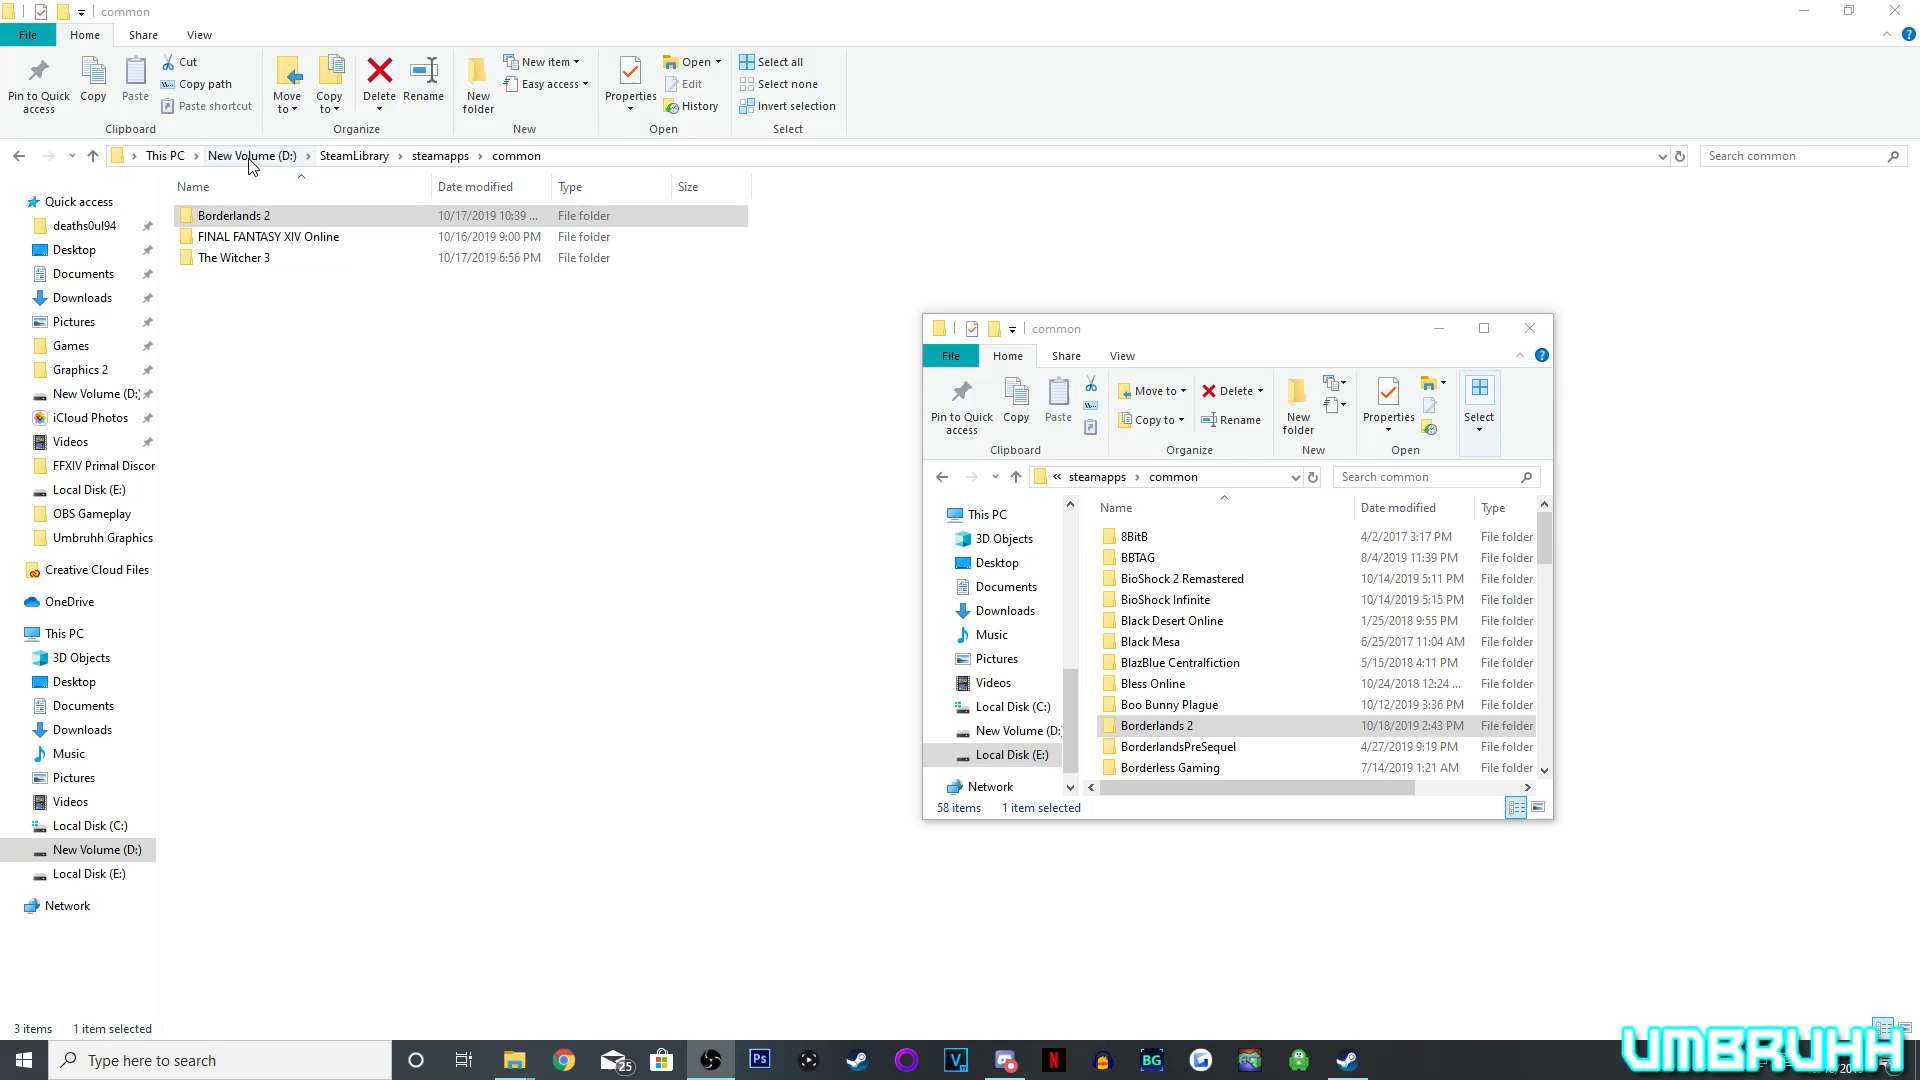 common
File Home Share View
Pin to Quick access
Copy
Paste
Cut
Copy path
Paste shortcut
Clipboard
Move to
Copy to
Delete
Rename
Organize
New folder
New item
Easy access
New
Properties
Open
Edit
History
Open
Select all
Select none
Invert selection
Select
This PC New Volume (D:) SteamLibrary steamapps common
Search common
Name Date modified Type Size
Borderlands 2 10/17/2019 10:39 ... File folder
FINAL FANTASY XIV Online 10/16/2019 9:00 PM File folder
The Witcher 3 10/17/2019 6:56 PM File folder
Quick access
deaths0ul94
Desktop
Documents
Downloads
Pictures
Games
Graphics 2
New Volume (D:
iCloud Photos
Videos
FFXIV Primal Discor
Local Disk (E:)
OBS Gameplay
Umbruhh Graphics
Creative Cloud Files
OneDrive
This PC
3D Objects
Desktop
Documents
Downloads
Music
Pictures
Videos
Local Disk (C:)
New Volume (D:)
Local Disk (E:)
Network
3 items 1 item selected
common
File Home Share View
Pin to Quick access
Copy
Paste
Clipboard
Move to
Copy to
Delete
Rename
Organize
New folder
New
Properties
Open
Select
« steamapps common
Search common
This PC
3D Objects
Desktop
Documents
Downloads
Music
Pictures
Videos
Local Disk (C:)
New Volume (D:
Local Disk (E:)
Network
Name Date modified Type
8BitB 4/2/2017 3:17 PM File folder
BBTAG 8/4/2019 11:39 PM File folder
BioShock 2 Remastered 10/14/2019 5:11 PM File folder
BioShock Infinite 10/14/2019 5:15 PM File folder
Black Desert Online 1/25/2018 9:55 PM File folder
Black Mesa 6/25/2017 11:04 AM File folder
BlazBlue Centralfiction 5/15/2018 4:11 PM File folder
Bless Online 10/24/2018 12:24 ... File folder
Boo Bunny Plague 10/12/2019 3:36 PM File folder
Borderlands 2 10/18/2019 2:43 PM File folder
BorderlandsPreSequel 4/27/2019 9:19 PM File folder
Borderless Gaming 7/14/2019 1:21 AM File folder
58 items 1 item selected
Type here to search
25
Ps
V
N
BG
UMBRUHH